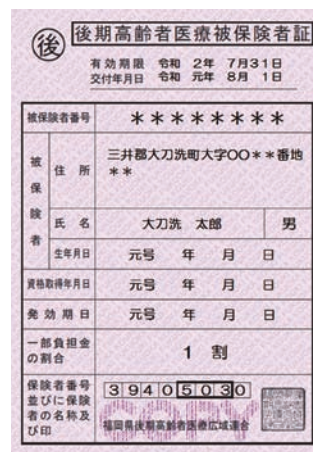 後 後期高齢者医療被保険者証
有効期限 令和 2年 7月31日
交付年月日 令和 元年 8月 1日
被保険者番号 ********
被保険者
住所 三井郡大刀洗町大字〇〇**番地
**
氏名 大刀洗 太郎 男
生年月日 元号 年 月 日
資格取得年月日 元号 年 月 日
発効期日 元号 年 月 日
一部負担金
の割合
1 割
保険者番号
並びに保険
者の名称及
び印
39405030
福岡県後期高齢者医療広域連合
COPY